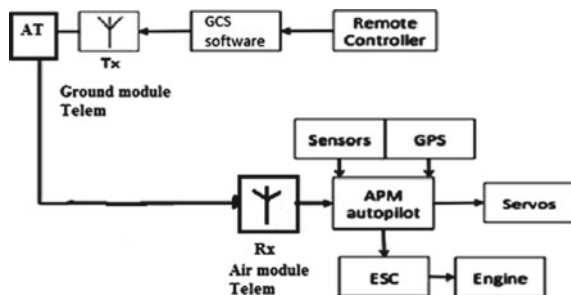 AT
GCS
software
Remote
Controller
Tx
Ground module
Telem
Sensors
GPS
APM
autopilot
Servos
Rx
Air module
Telem
ESC
Engine